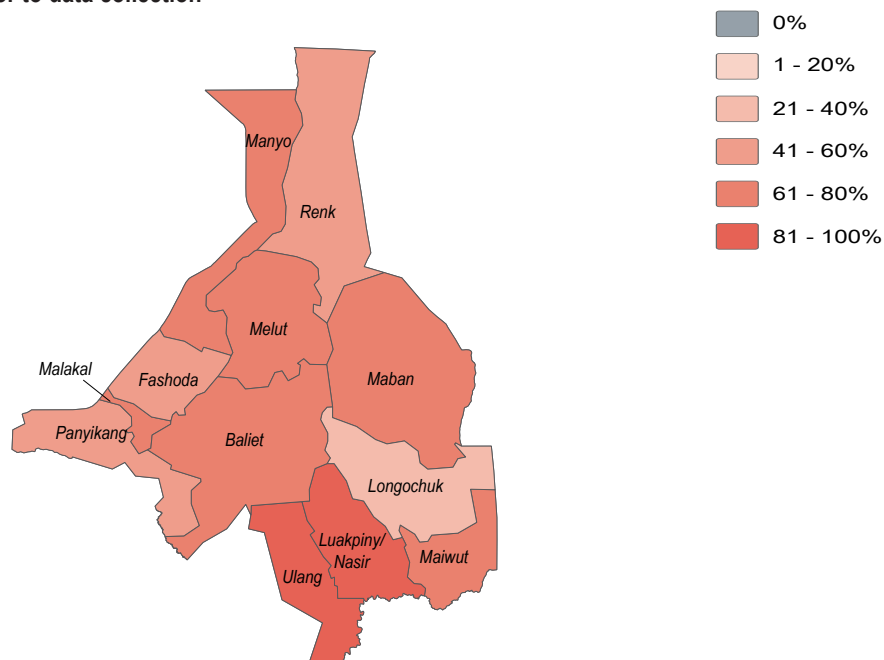 0%
1 - 20%
21 - 40%
41 - 60%
61 - 80%
81 - 100%
Manyo
Renk
Melut
Malakal
Fashoda
Maban
Panyikang
Baliet
Longochuk
Luakpiny/
Nasir
Maiwut
Ulang